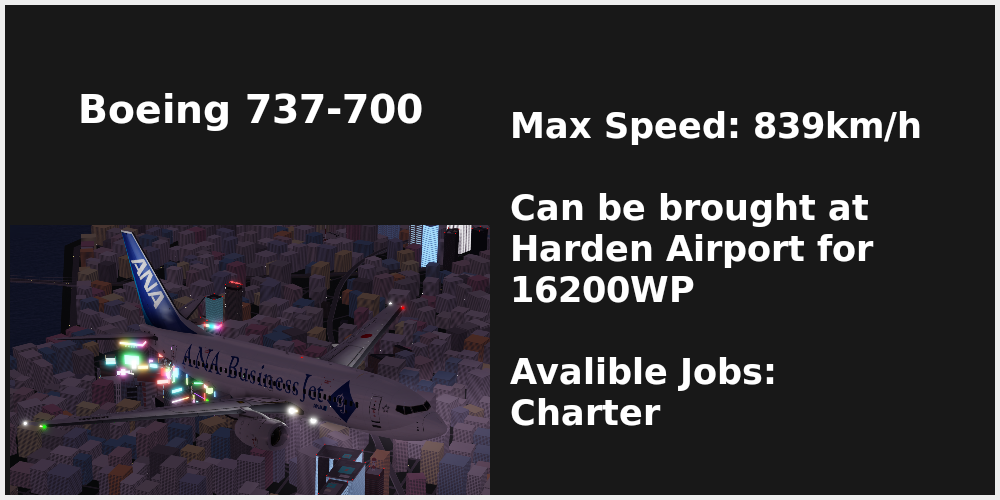 Boeing 737-700
Max Speed: 839km/h
Can be brought at
Harden Airport for
16200WP
Avalible Jobs:
Charter
ANA
ANA Business Jet